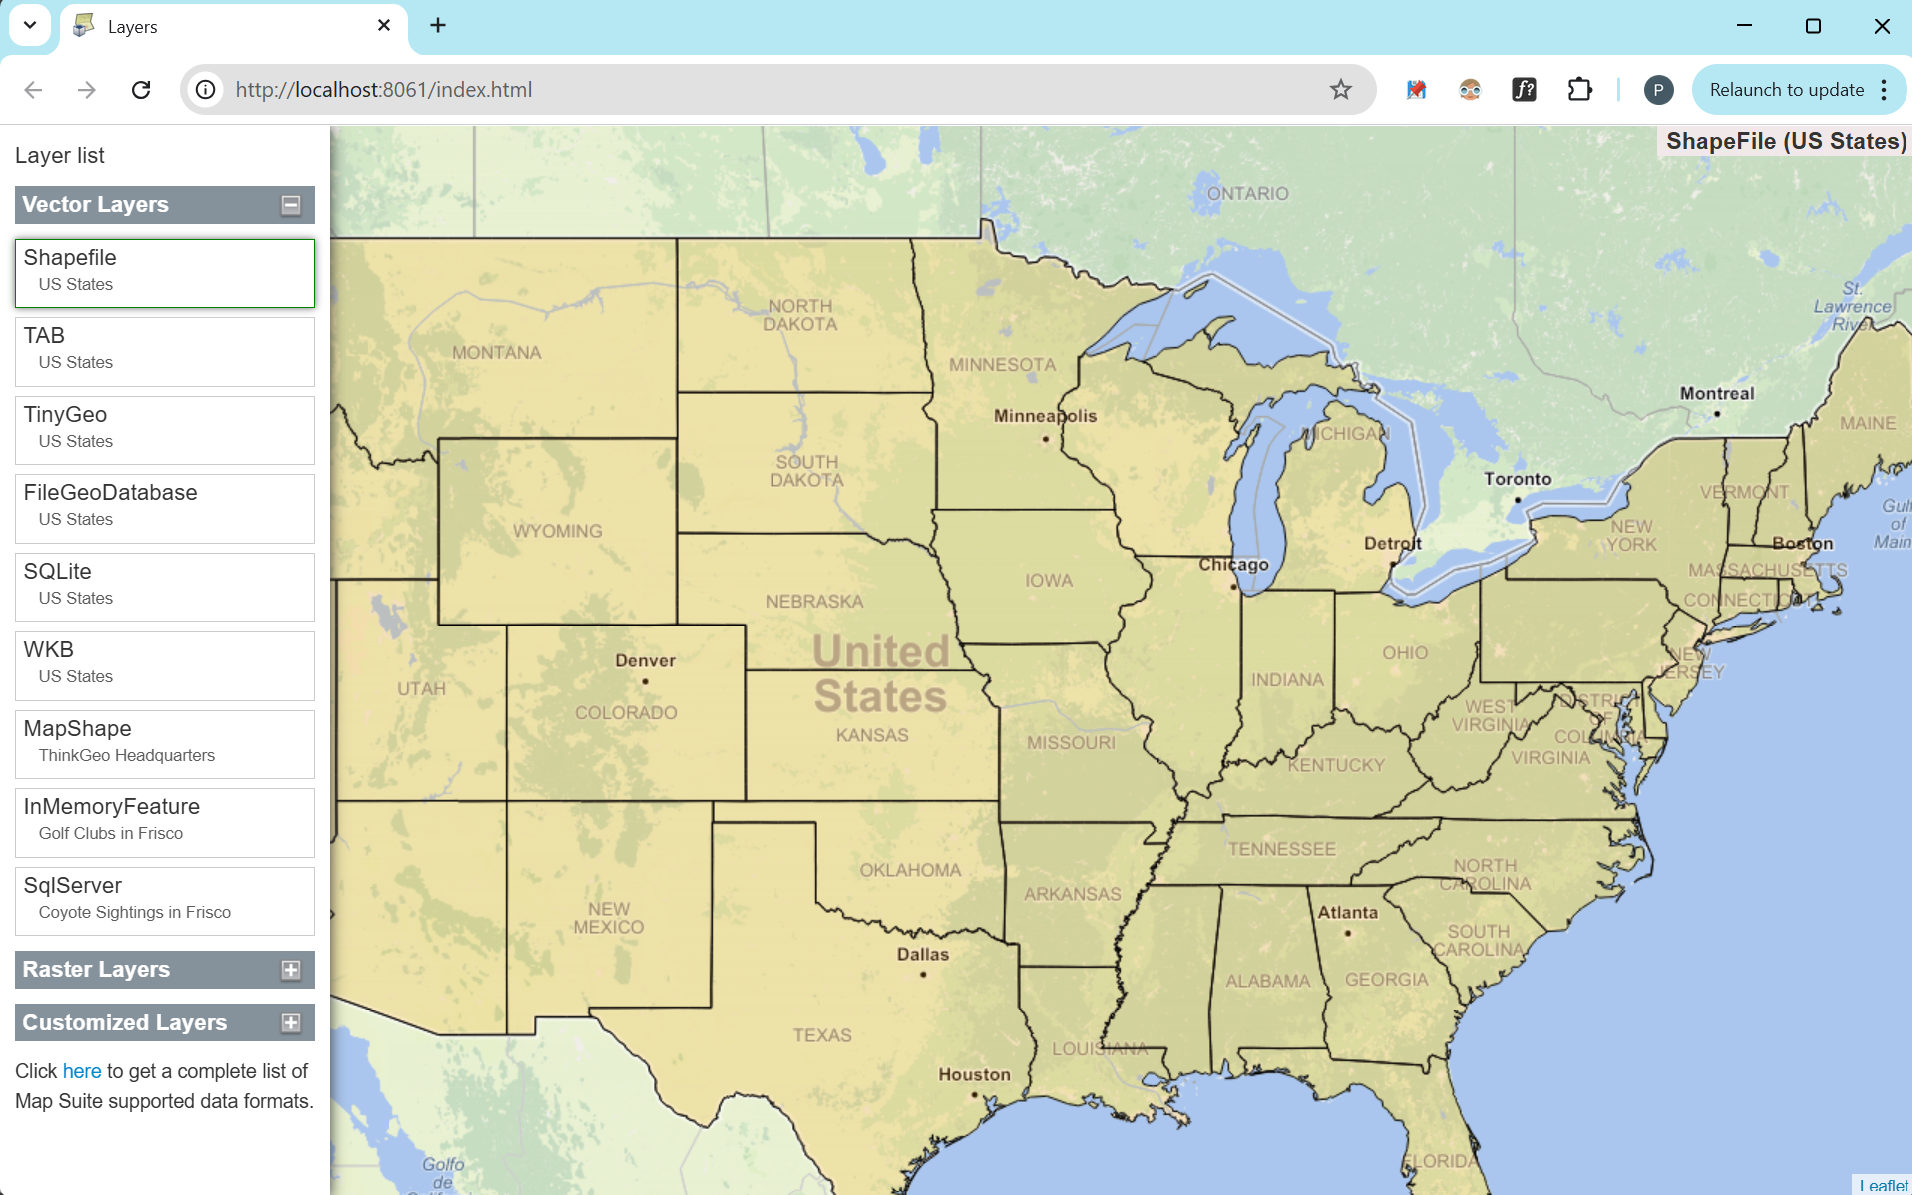 Layers
http://localhost:8061/index.html
f?
P
Relaunch to update
Layer list
Vector Layers
Shapefile
US States
TAB
US States
TinyGeo
US States
FileGeoDatabase
US States
SQLite
US States
WKB
US States
MapShape
ThinkGeo Headquarters
InMemoryFeature
Golf Clubs in Frisco
SqlServer
Coyote Sightings in Frisco
Raster Layers
Customized Layers
Click here to get a complete list of
Map Suite supported data formats.
ShapeFile (US States)
ONTARIO
St.
Lawrence
River
NORTH
DAKOTA
MONTANA
MINNESOTA
Montreal
Minneapolis
MAINE
MICHIGAN
SOUTH
DAKOTA
Toronto
VERMONT
Gulf
of
Main
WYOMING
NEW
YORK
Detroit
Boston
Chicago
MASSACHUSETTS
IOWA
CONNECTICUT
NEBRASKA
United
States
Denver
OHIO
NEW
JERSEY
UTAH
INDIANA
COLORADO
WEST
VIRGINIA
DISTRICT
OF
COLUMBIA
KANSAS
MISSOURI
VIRGINIA
KENTUCKY
TENNESSEE
OKLAHOMA
NORTH
CAROLINA
ARKANSAS
NEW
MEXICO
Atlanta
SOUTH
CAROLINA
Dallas
ALABAMA
GEORGIA
TEXAS
LOUISIANA
Houston
FLORIDA
Golfo
de
Leaflet